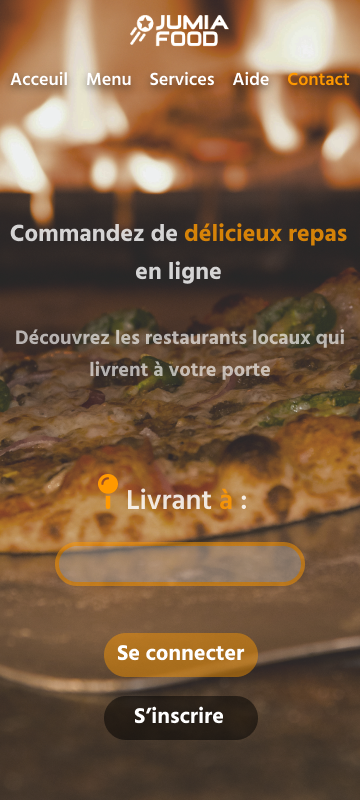 JUMIA
FOOD
Acceuil Menu Services Aide Contact
Commandez de délicieux repas
en ligne
Découvrez les restaurants locaux qui
livrent à votre porte
Livrant à :
Se connecter
S’inscrire